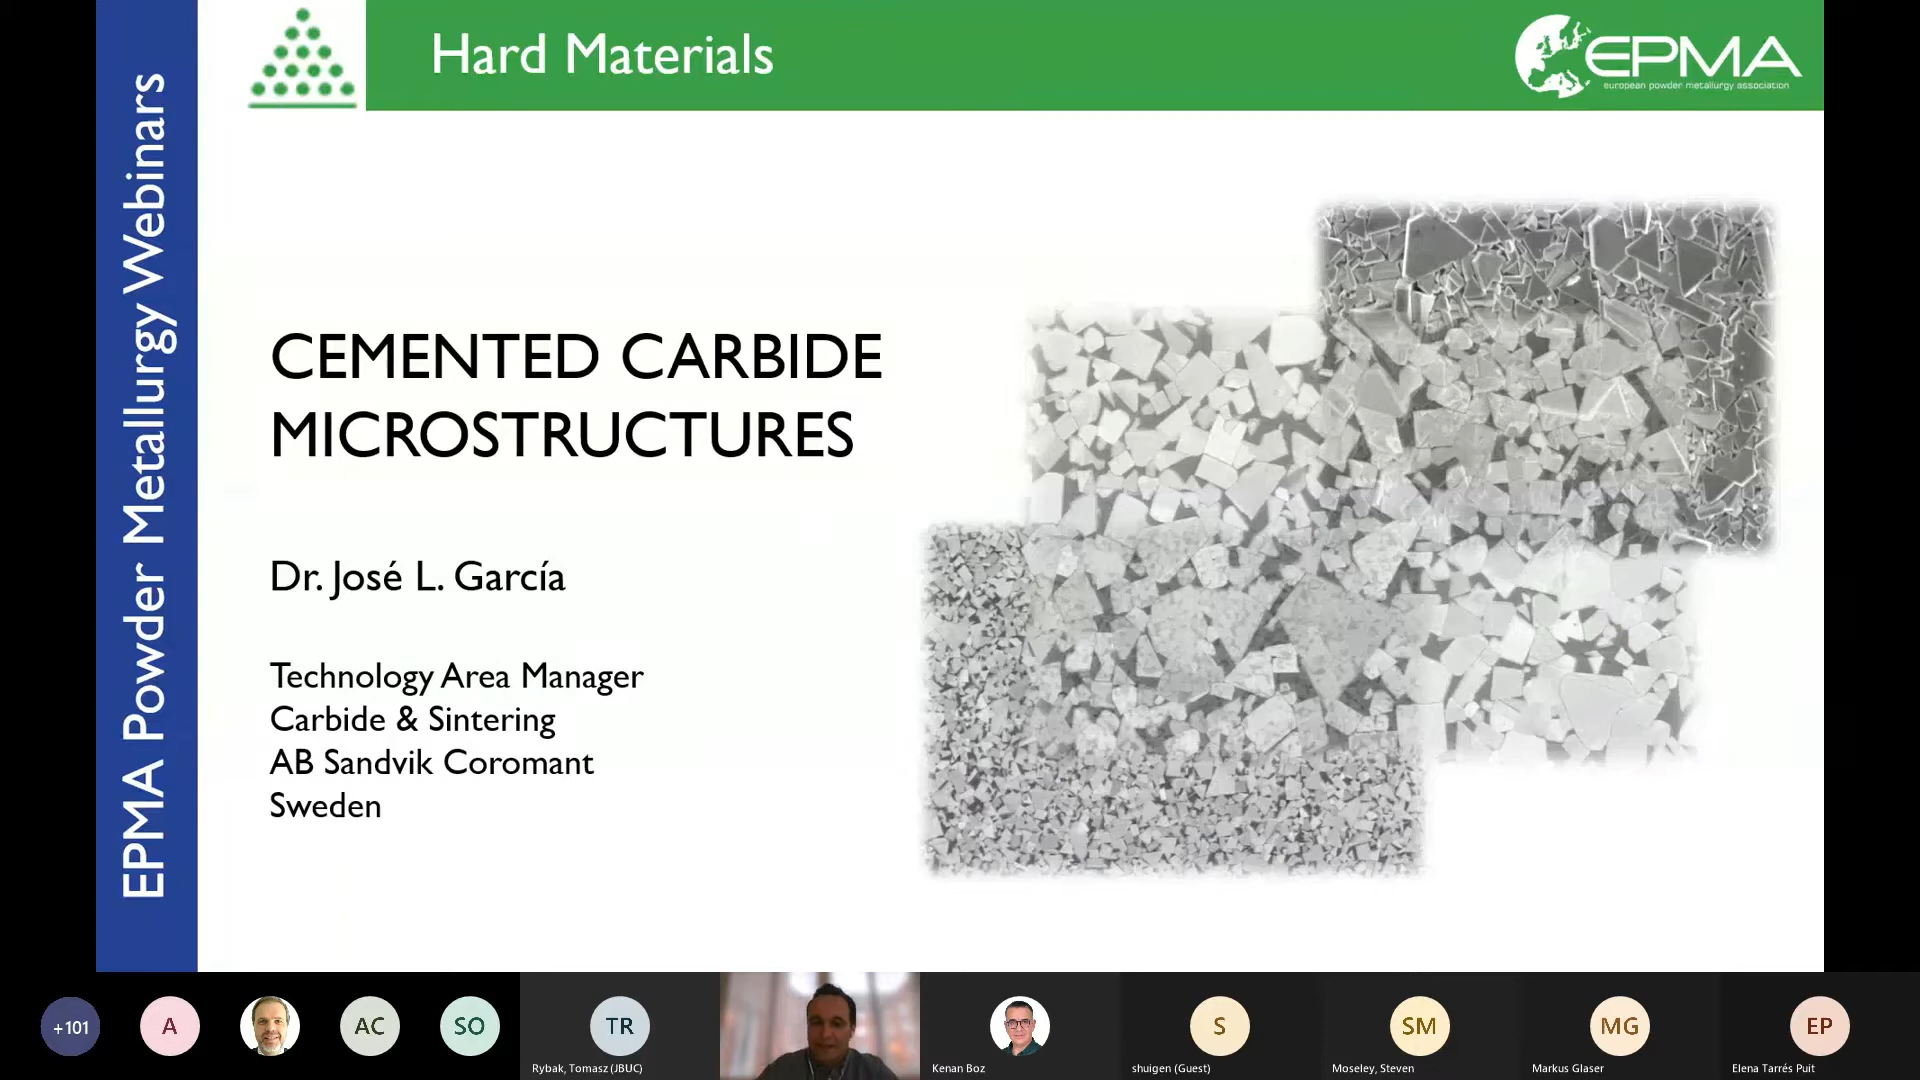 EPMA Powder Metallurgy Webinars
Hard Materials
EPMA
european powder metallurgy association
CEMENTED CARBIDE
MICROSTRUCTURES
Dr. José L. García
Technology Area Manager
Carbide & Sintering
AB Sandvik Coromant
Sweden
+101
A
AC
SO
TR
Rybak, Tomasz (JBUC)
Kenan Boz
S
shuigen (Guest)
SM
Moseley, Steven
MG
Markus Glaser
EP
Elena Tarrés Puit